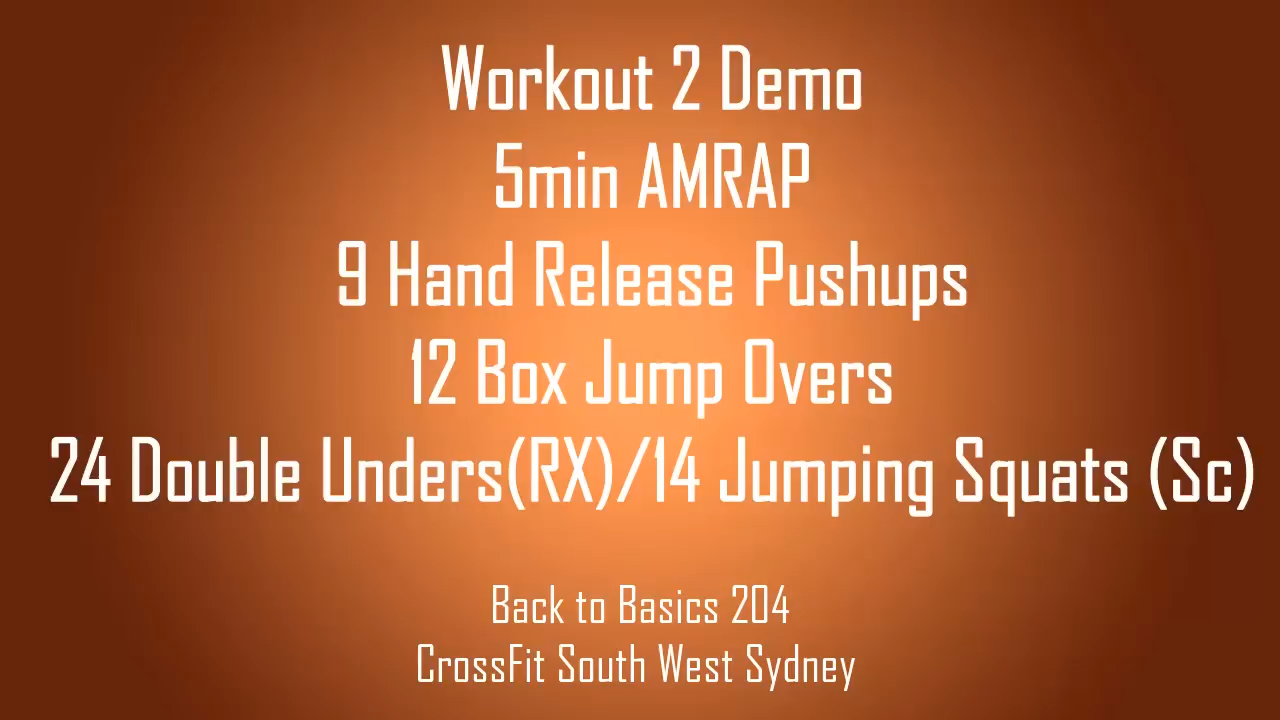 Workout 2 Demo
5min AMRAP
9 Hand Release Pushups
12 Box Jump Overs
24 Double Unders(RX)/14 Jumping Squats (Sc)
Back to Basics 204
CrossFit South West Sydney